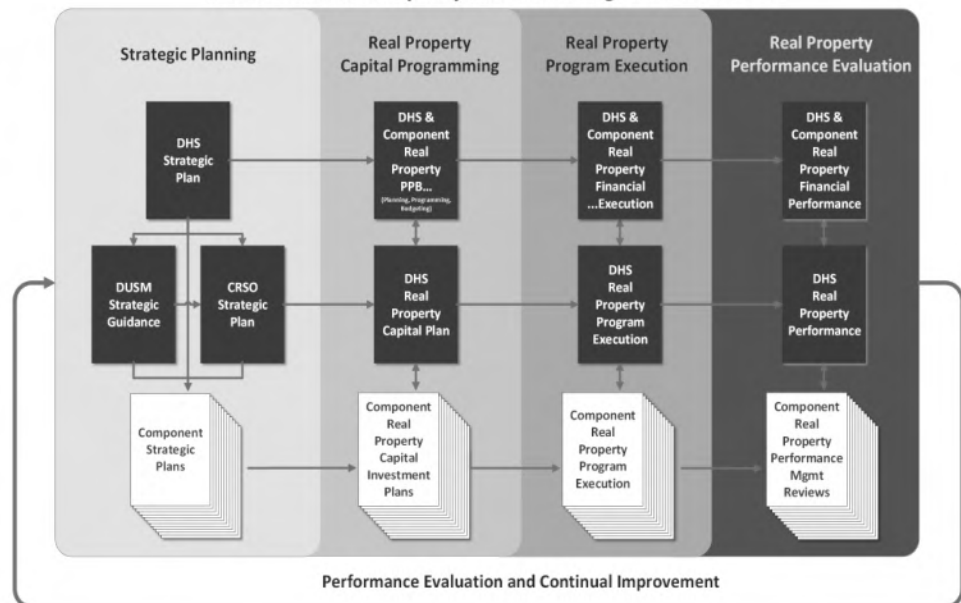 Strategic Planning
Real Property
Capital Programming
Real Property
Program Execution
Real Property
Performance Evaluation
DHS
Strategic
Plan
DHS &
Component
Real
Property
PPB...
(Planning, Programming,
Budgeting)
DHS &
Component
Real
Property
Financial
...Execution
DHS &
Component
Real
Property
Financial
Performance
DUSM
Strategic
Guidance
CRSO
Strategic
Plan
DHS
Real
Property
Capital Plan
DHS
Real
Property
Program
Execution
DHS
Real
Property
Performance
Component
Strategic
Plans
Component
Real
Property
Capital
Investment
Plans
Component
Real
Property
Program
Execution
Component
Real
Property
Performance
Mgmt
Reviews
Performance Evaluation and Continual Improvement